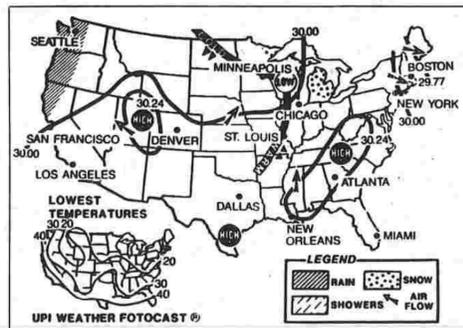 30.00
SEATTLE
MINNEAPOLIS
BOSTON
LOW
29.77
30.24
NEW YORK
CHICAGO
30.00
HIGH
SAN FRANCISCO
DENVER
ST. LOUIS
30.24
HIGH
30.00
LOS ANGELES
ATLANTA
LOWEST
TEMPERATURES
DALLAS
30 20
40
HIGH
NEW
ORLEANS
MIAMI
20
30
40
LEGEND
RAIN
SNOW
SHOWERS
AIR
FLOW
UPI WEATHER FOTOCAST ®